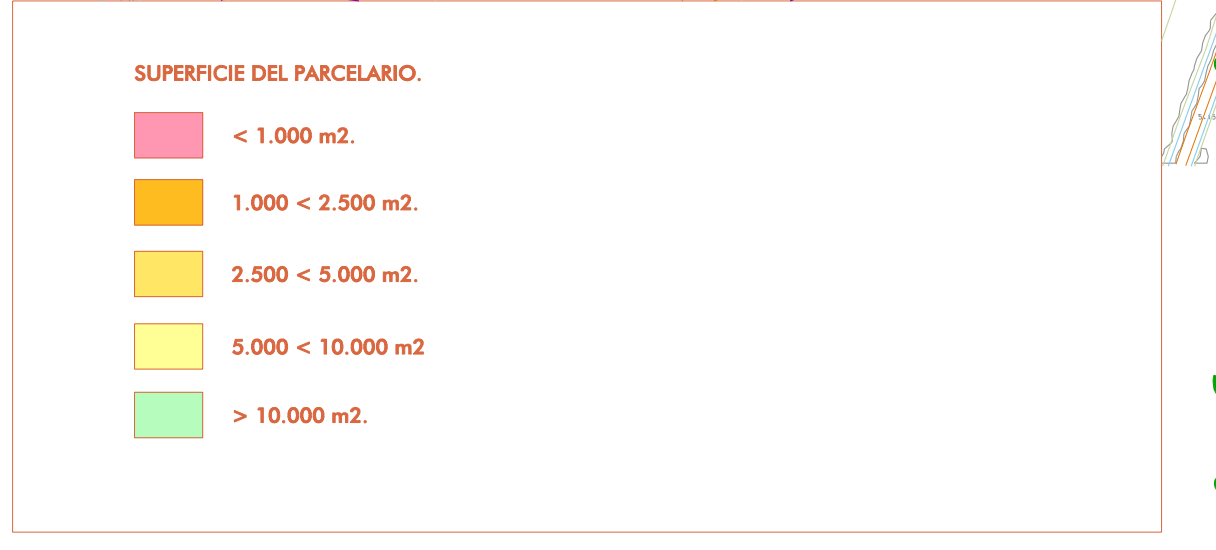 SUPERFICIE DEL PARCELARIO.
< 1.000 m2.
1.000 < 2.500 m2.
2.500 < 5.000 m2.
5.000 < 10.000 m2
> 10.000 m2.